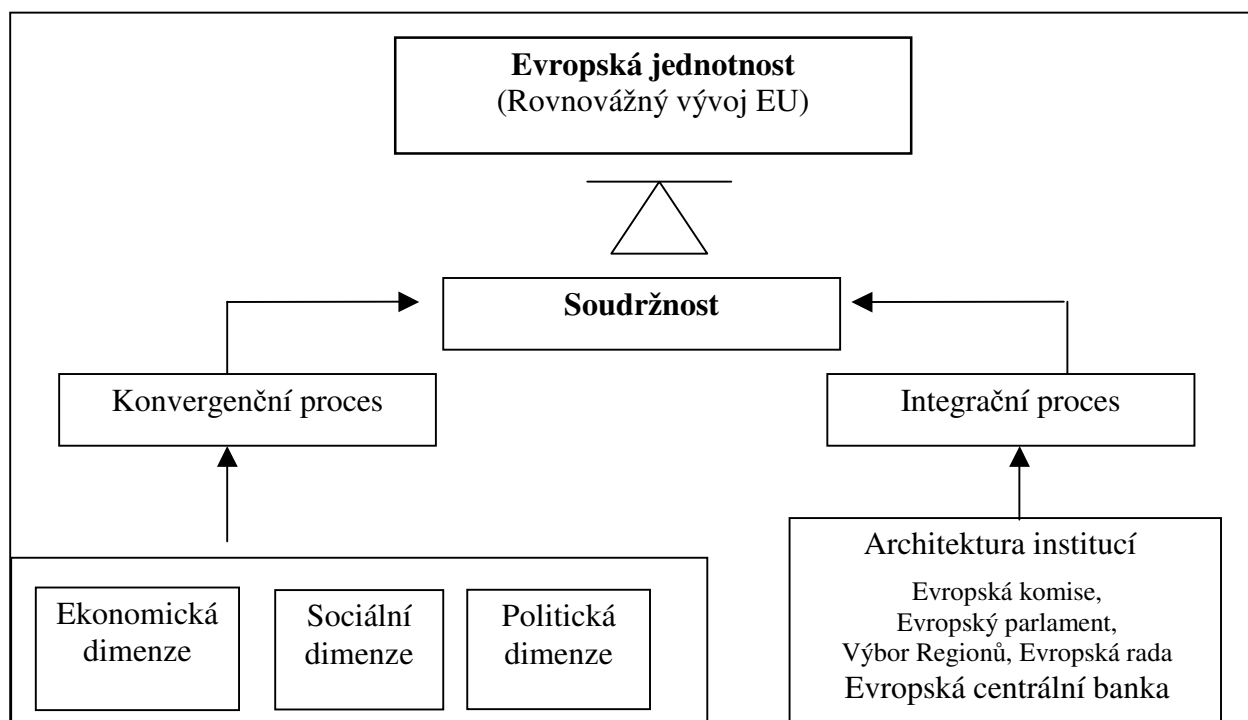 Evropská jednotnost
(Rovnovážný vývoj EU)
Soudržnost
Konvergenční proces
Integrační proces
Ekonomická
dimenze
Sociální
dimenze
Politická
dimenze
Architektura institucí
Evropská komise,
Evropský parlament,
Výbor Regionů, Evropská rada
Evropská centrální banka